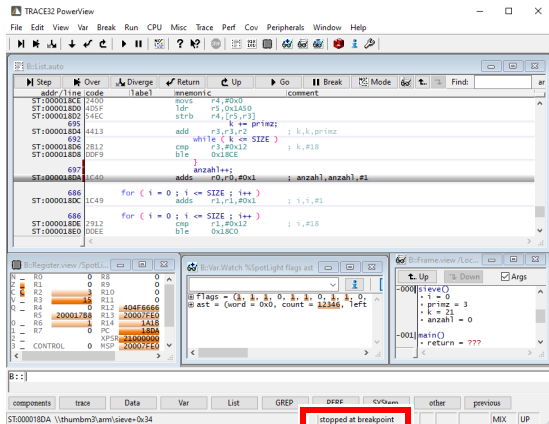 TRACE32 PowerView
File Edit View Var Break Run CPU Misc Trace Perf Cov Peripherals Window Help
B::List.auto
Step Over Diverge Return Up Go Break Mode Find: ar
addr/line code label mnemonic comment
ST:000018CE 2400 movs r4,#0x0
ST:000018D0 4D5F ldr r5,0x1A50
ST:000018D2 54EC strb r4,[r5,r3]
695 k += primz;
ST:000018D4 4413 add r3,r3,r2 ; k,k,primz
692 while ( k <= SIZE )
ST:000018D6 2B12 cmp r3,#0x12 ; k,#18
ST:000018D8 DDF9 ble 0x18CE
}
697 anzahl++;
ST:000018DA 1C40 adds r0,r0,#0x1 ; anzahl,anzahl,#1
686 for ( i = 0 ; i <= SIZE ; i++ )
ST:000018DC 1C49 adds r1,r1,#0x1 ; i,i,#1
686 for ( i = 0 ; i <= SIZE ; i++ )
ST:000018DE 2912 cmp r1,#0x12 ; i,#18
ST:000018E0 DDEE ble 0x18C0
B::Register.view /SpotLi...
N _ R0 0 R8 0
Z R1 0 R9 0
C C R2 3 R10 0
V _ R3 15 R11 0
Q _ R4 0 R12 404F6666
R5 200017B8 R13 20007FE0
0 _ R6 1 R14 1A1B
1 _ R7 0 PC 18DA
2 _ XPSR 21000000
3 _ CONTROL 0 MSP 20007FE0
B::Var.Watch %SpotLight flags ast
flags = (1, 1, 1, 0, 1, 1, 0, 1, 1, 0,
ast = (word = 0x0, count = 12346, left
B::Frame.view /Loc...
Up Down Args
-000 sieve()
i = 0
primz = 3
k = 21
anzahl = 0
-001 main()
return = ???
B::
components trace Data Var List GREP PERF SYStem other previous
ST:000018DA \\thumbm3\arm\sieve+0x34 stopped at breakpoint MIX UP